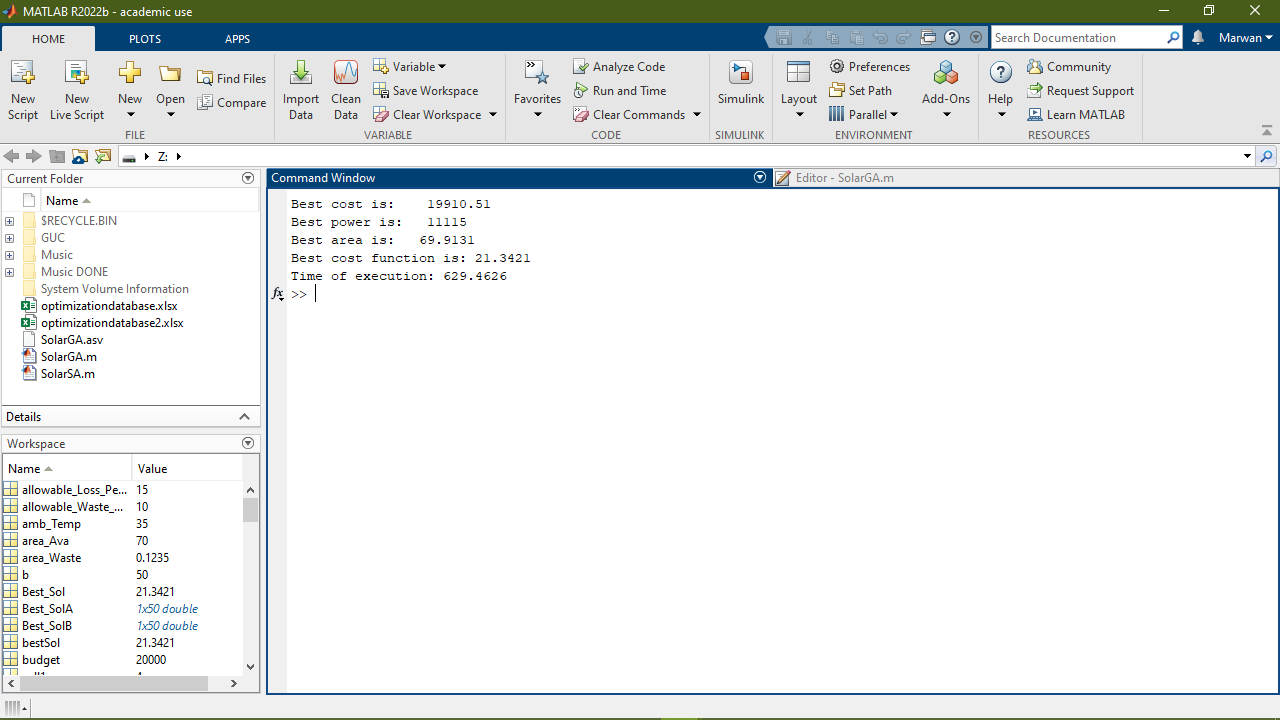 MATLAB R2022b - academic use
HOME PLOTS APPS
Search Documentation
Marwan
New Script
New Live Script
New
Open
Find Files
Compare
FILE
Import Data
Clean Data
Variable
Save Workspace
Clear Workspace
VARIABLE
Favorites
Analyze Code
Run and Time
Clear Commands
CODE
Simulink
SIMULINK
Layout
Preferences
Set Path
Parallel
Add-Ons
ENVIRONMENT
Help
Community
Request Support
Learn MATLAB
RESOURCES
Z:
Current Folder
Name
$RECYCLE.BIN
GUC
Music
Music DONE
System Volume Information
optimizationdatabase.xlsx
optimizationdatabase2.xlsx
SolarGA.asv
SolarGA.m
SolarSA.m
Details
Workspace
Name Value
allowable_Loss_Pe... 15
allowable_Waste_... 10
amb_Temp 35
area_Ava 70
area_Waste 0.1235
b 50
Best_Sol 21.3421
Best_SolA 1x50 double
Best_SolB 1x50 double
bestSol 21.3421
budget 20000
Command Window
Editor - SolarGA.m
Best cost is: 19910.51
Best power is: 11115
Best area is: 69.9131
Best cost function is: 21.3421
Time of execution: 629.4626
fx >>